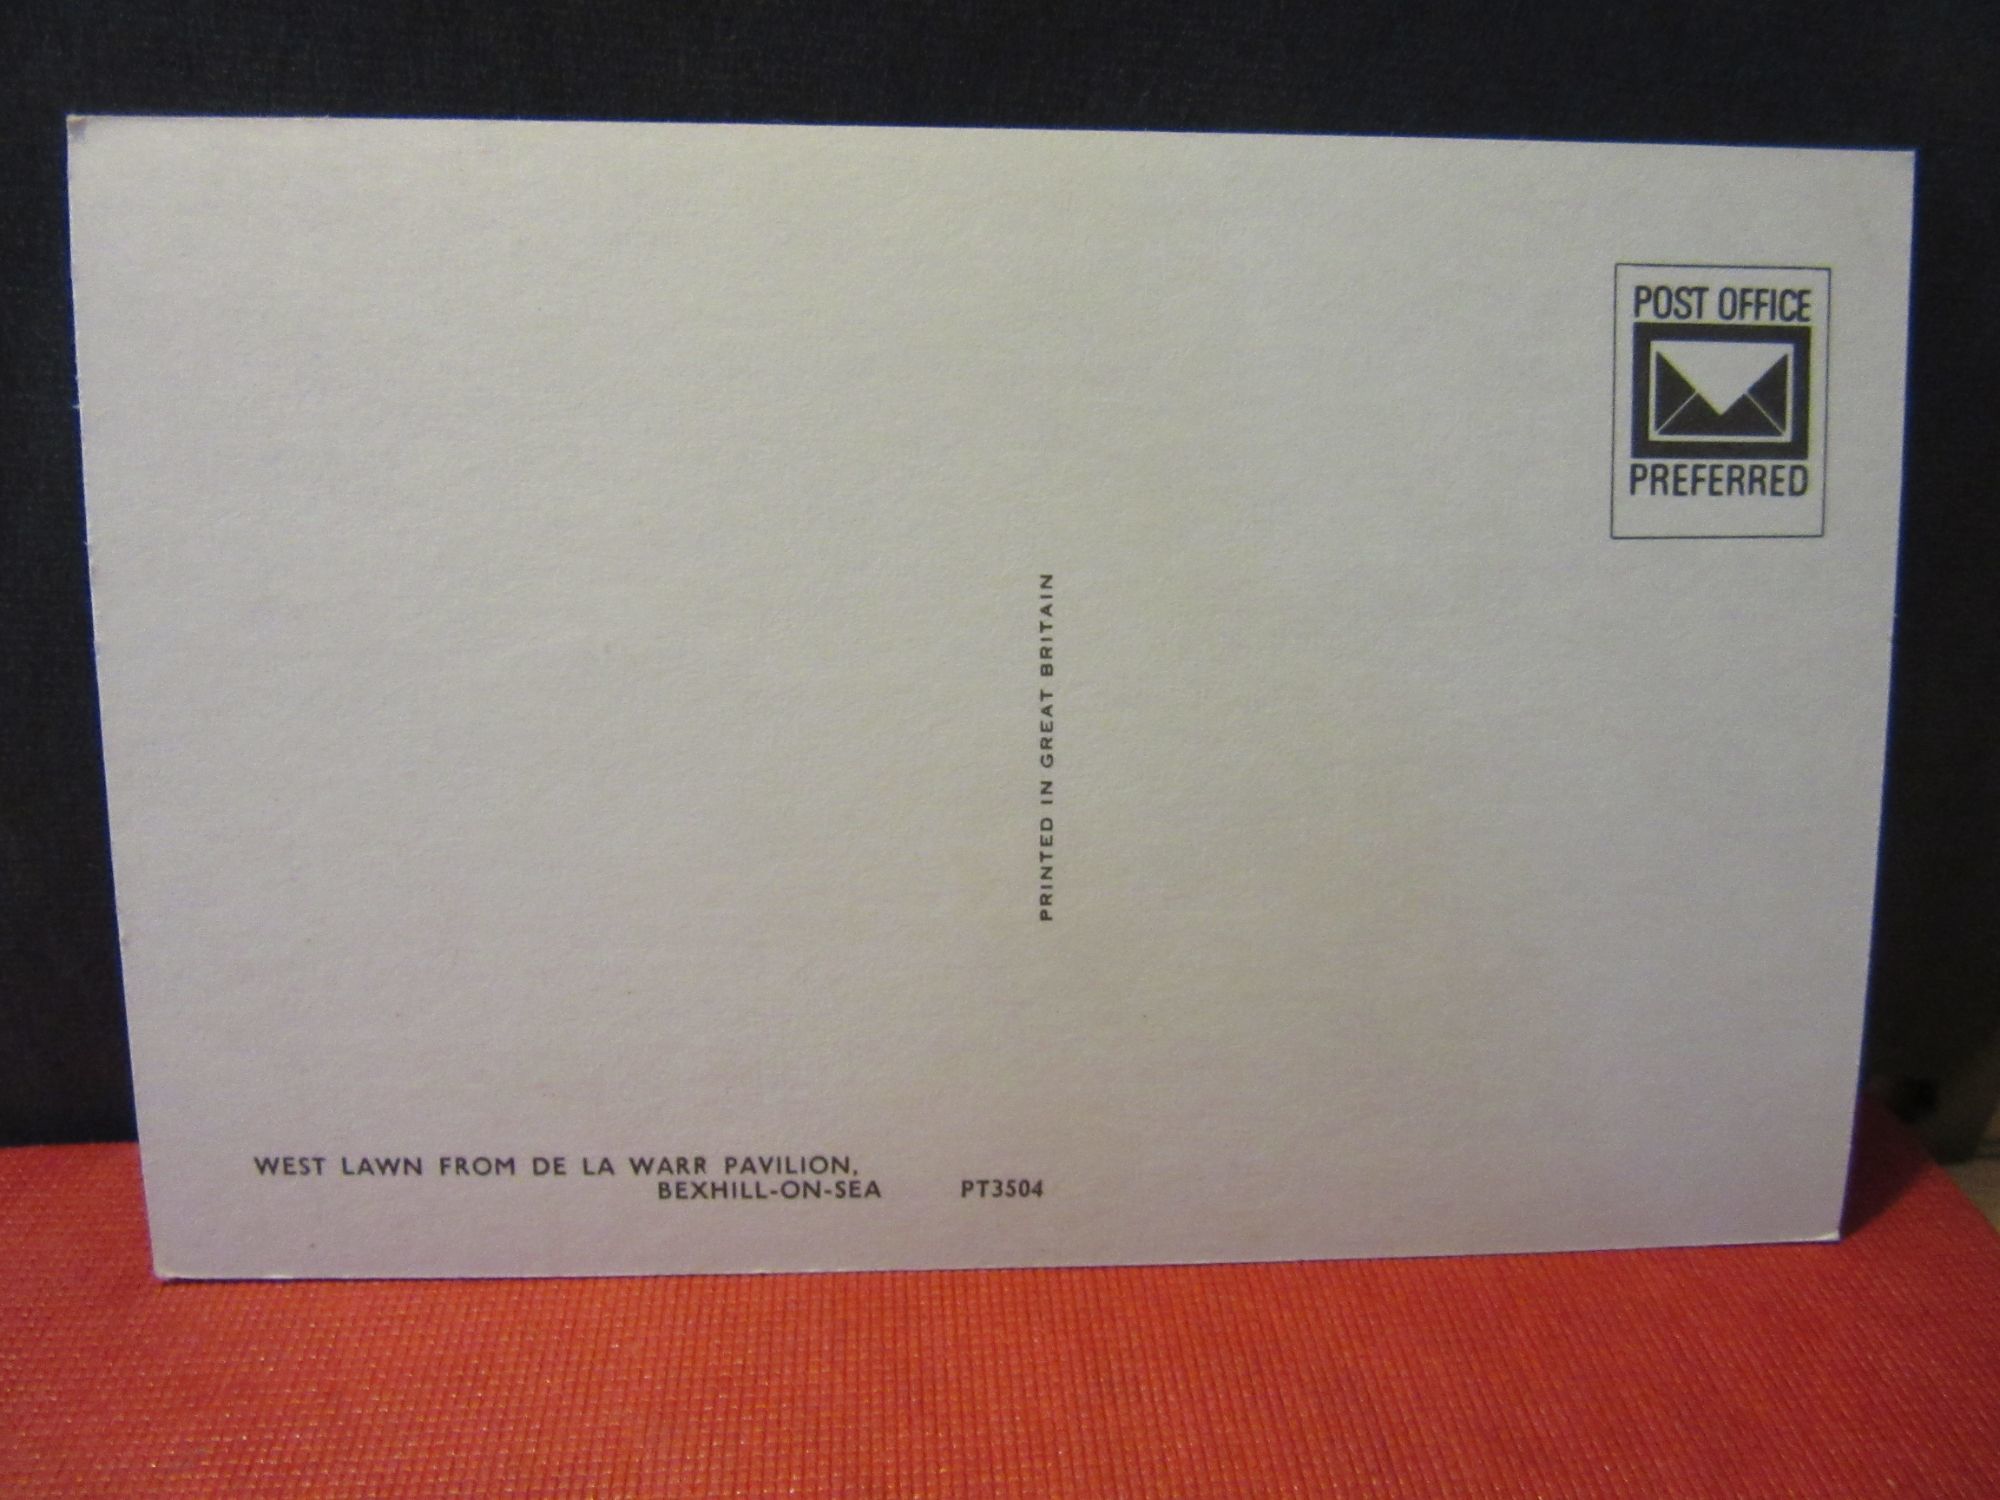 POST OFFICE
PREFERRED
PRINTED IN GREAT BRITAIN
WEST LAWN FROM DE LA WARR PAVILION,
BEXHILL-ON-SEA PT3504